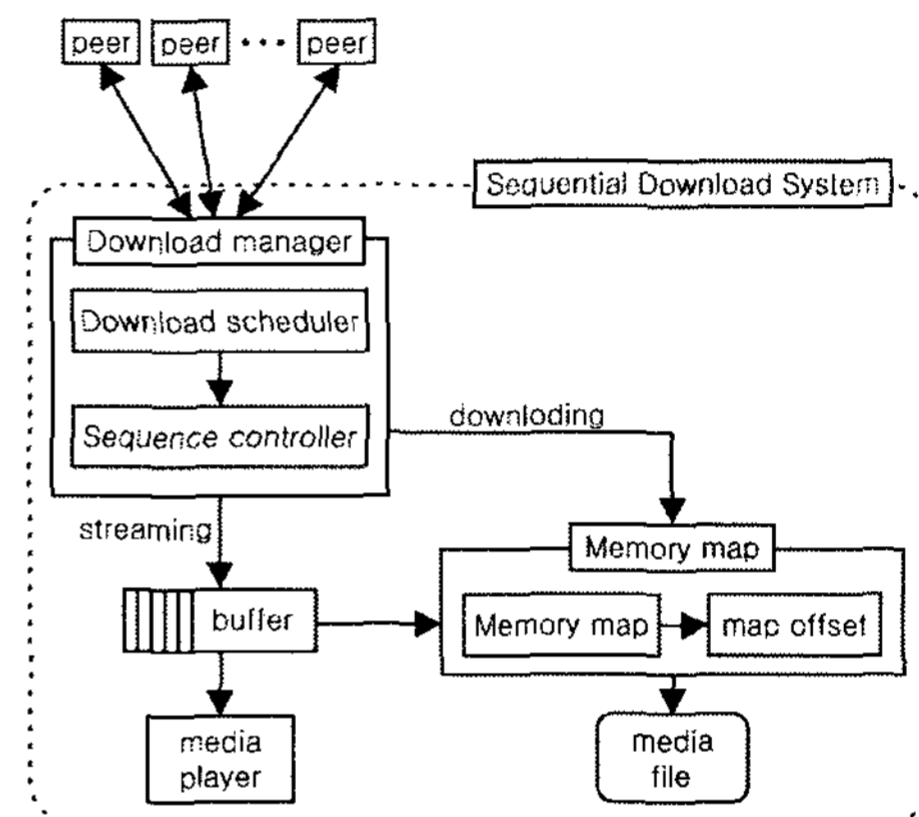 peer peer ··· peer
Sequential Download System
Download manager
Download scheduler
Sequence controller
downloding
streaming
Memory map
buffer
Memory map
map offset
media
player
media
file